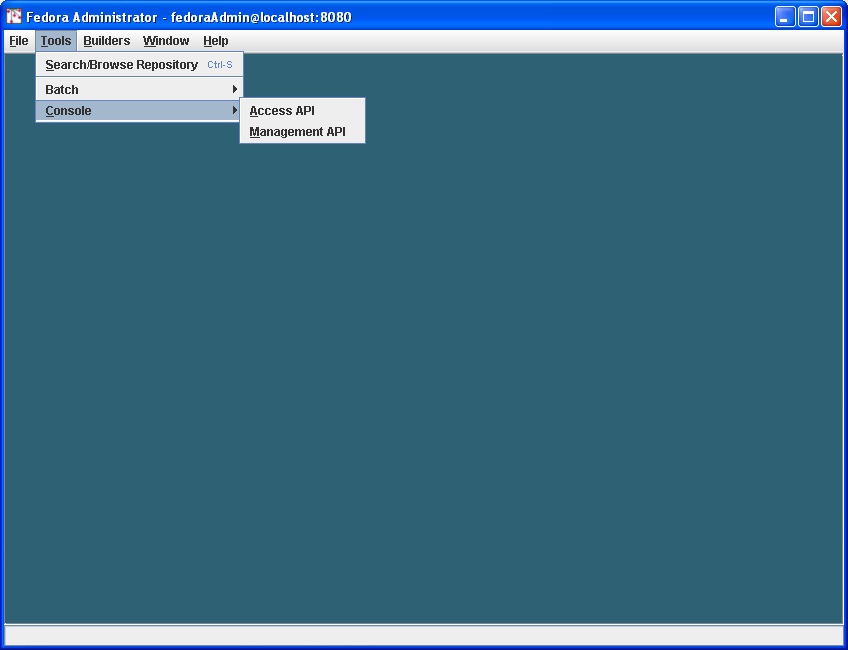 Fedora Administrator - fedoraAdmin@localhost:8080
File Tools Builders Window Help
Search/Browse Repository Ctrl-S
Batch
Console
Access API
Management API